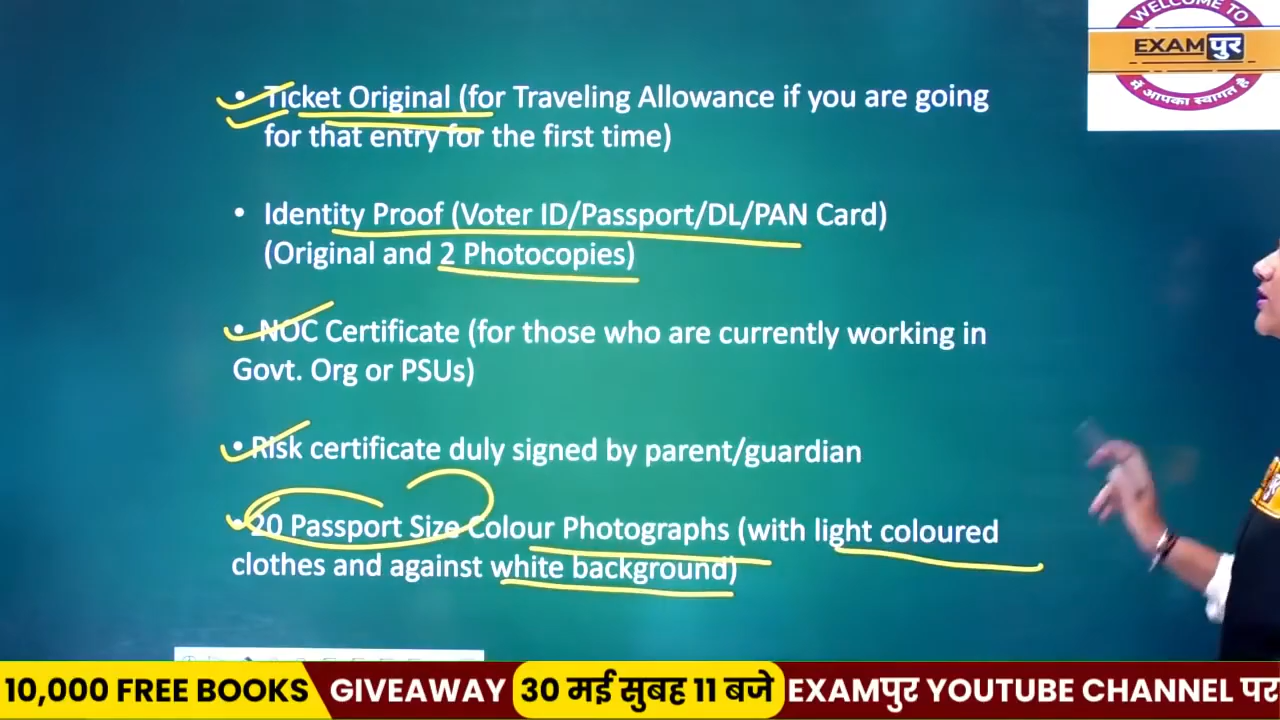 WELCOME TO
EXAMपुर
में आपका स्वागत है
• Ticket Original (for Traveling Allowance if you are going
for that entry for the first time)
• Identity Proof (Voter ID/Passport/DL/PAN Card)
(Original and 2 Photocopies)
• NOC Certificate (for those who are currently working in
Govt. Org or PSUs)
• Risk certificate duly signed by parent/guardian
• 20 Passport Size Colour Photographs (with light coloured
clothes and against white background)
10,000 FREE BOOKS GIVEAWAY 30 मई सुबह 11 बजे EXAMपुर YOUTUBE CHANNEL पर